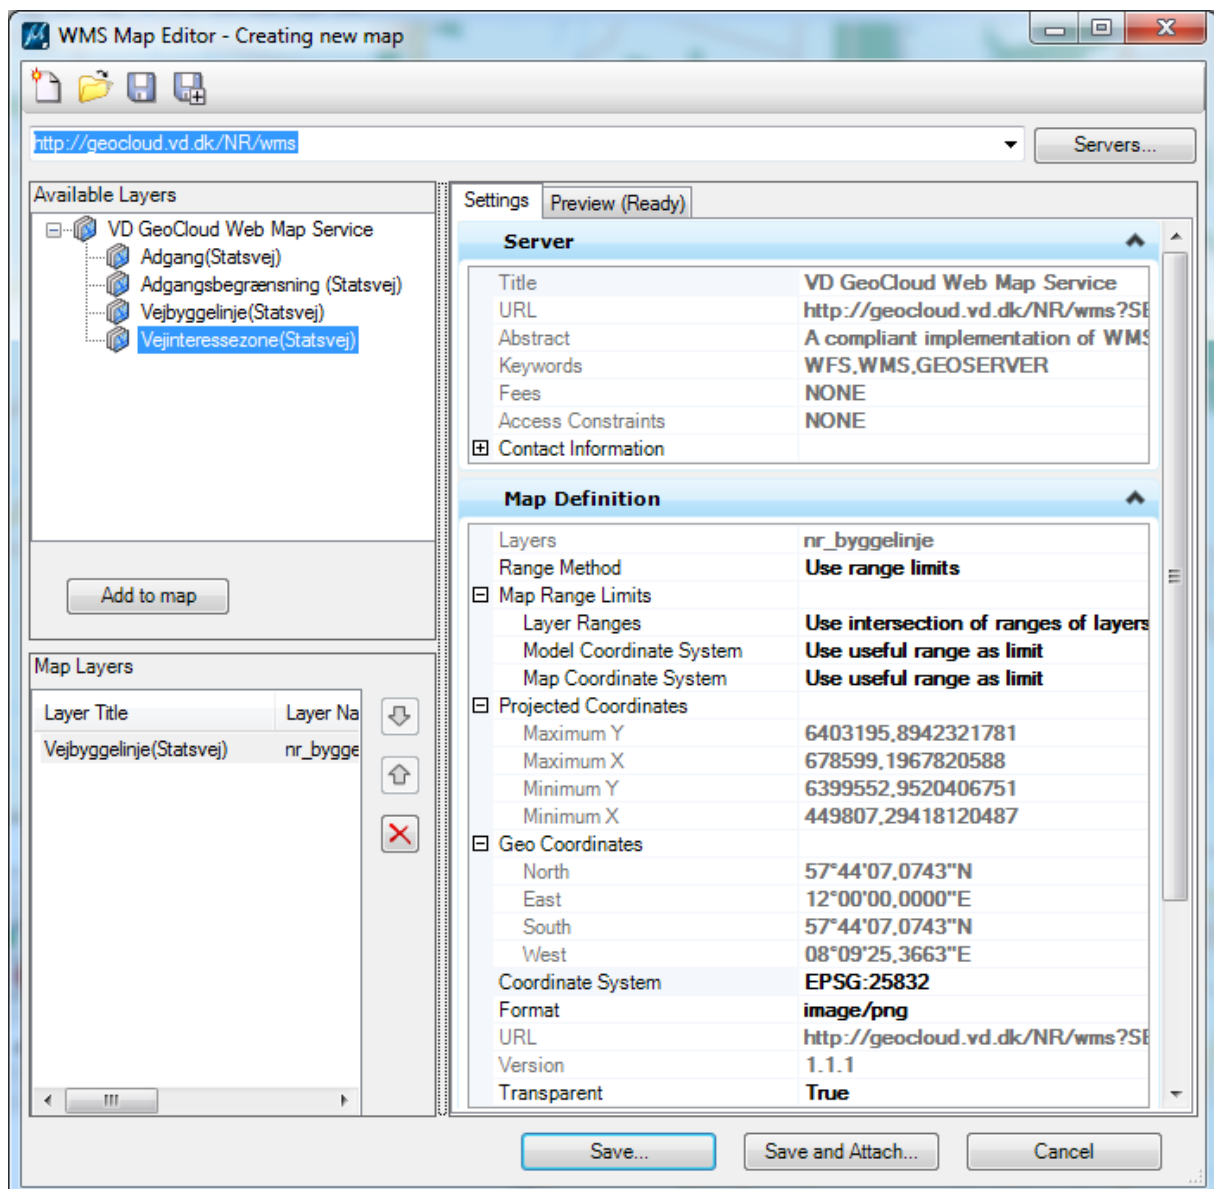 WMS Map Editor - Creating new map
http://geocloud.vd.dk/NR/wms
Servers...
Available Layers
VD GeoCloud Web Map Service
Adgang(Statsvej)
Adgangsbegrænsning (Statsvej)
Vejbyggelinje(Statsvej)
Vejinteressezone(Statsvej)
Add to map
Map Layers
Layer Title Layer Na
Vejbyggelinje(Statsvej) nr_bygge
Settings Preview (Ready)
Server
Title VD GeoCloud Web Map Service
URL http://geocloud.vd.dk/NR/wms?SE
Abstract A compliant implementation of WMS
Keywords WFS,WMS,GEOSERVER
Fees NONE
Access Constraints NONE
Contact Information
Map Definition
Layers nr_byggelinje
Range Method Use range limits
Map Range Limits
Layer Ranges Use intersection of ranges of layers
Model Coordinate System Use useful range as limit
Map Coordinate System Use useful range as limit
Projected Coordinates
Maximum Y 6403195,8942321781
Maximum X 678599,1967820588
Minimum Y 6399552,9520406751
Minimum X 449807,29418120487
Geo Coordinates
North 57°44'07,0743"N
East 12°00'00,0000"E
South 57°44'07,0743"N
West 08°09'25,3663"E
Coordinate System EPSG:25832
Format image/png
URL http://geocloud.vd.dk/NR/wms?SE
Version 1.1.1
Transparent True
Save... Save and Attach... Cancel